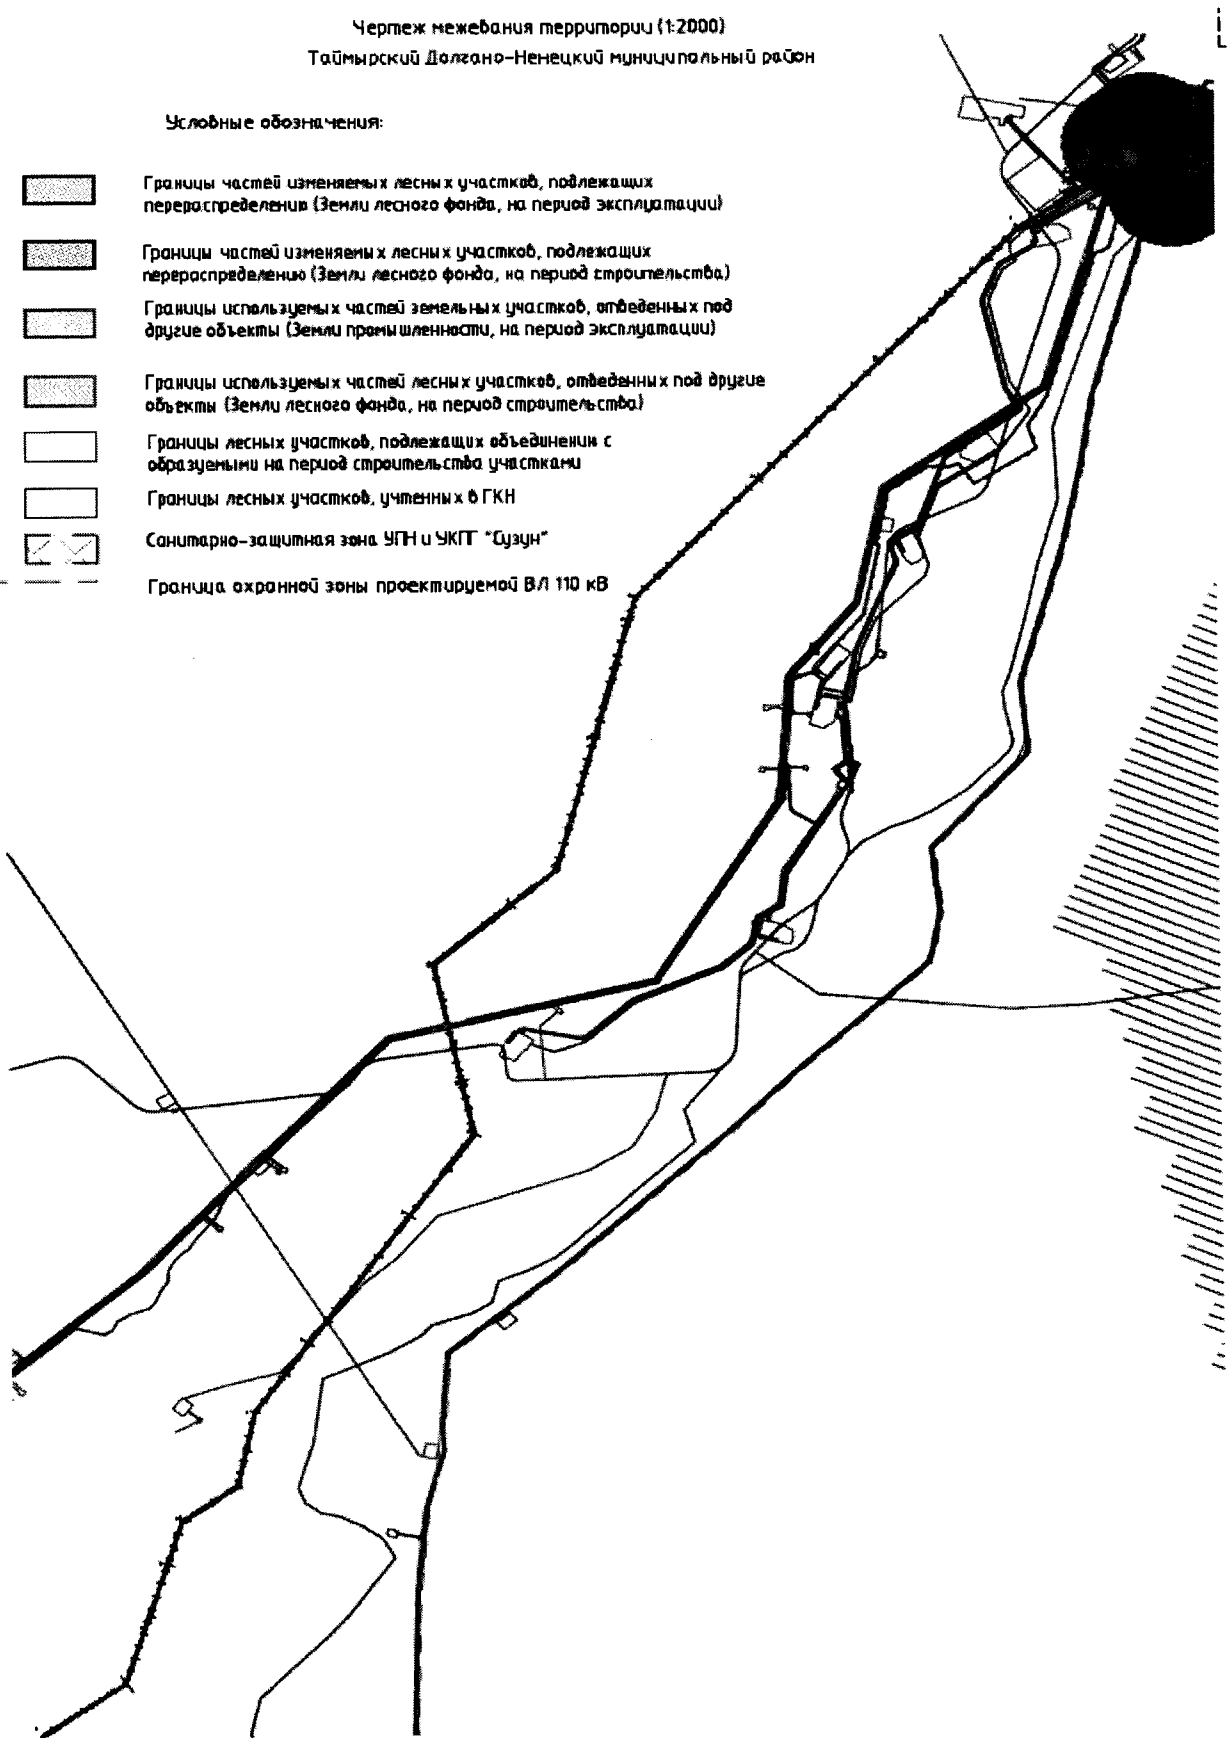 Чертеж межевания территории (1:2000)
Таймырский Долгано-Ненецкий муниципальный район
Условные обозначения:
Границы частей изменяемых лесных участков, подлежащих
перераспределению (Земли лесного фонда, на период эксплуатации)
Границы частей изменяемых лесных участков, подлежащих
перераспределению (Земли лесного фонда, на период строительства)
Границы используемых частей земельных участков, отведенных под
другие объекты (Земли промышленности, на период эксплуатации)
Границы используемых частей лесных участков, отведенных под другие
объекты (Земли лесного фонда, на период строительства)
Границы лесных участков, подлежащих объединению с
образуемыми на период строительства участками
Границы лесных участков, учтенных в ГКН
Санитарно-защитная зона УПН и УКПГ "Сузун"
Граница охранной зоны проектируемой ВЛ 110 кВ